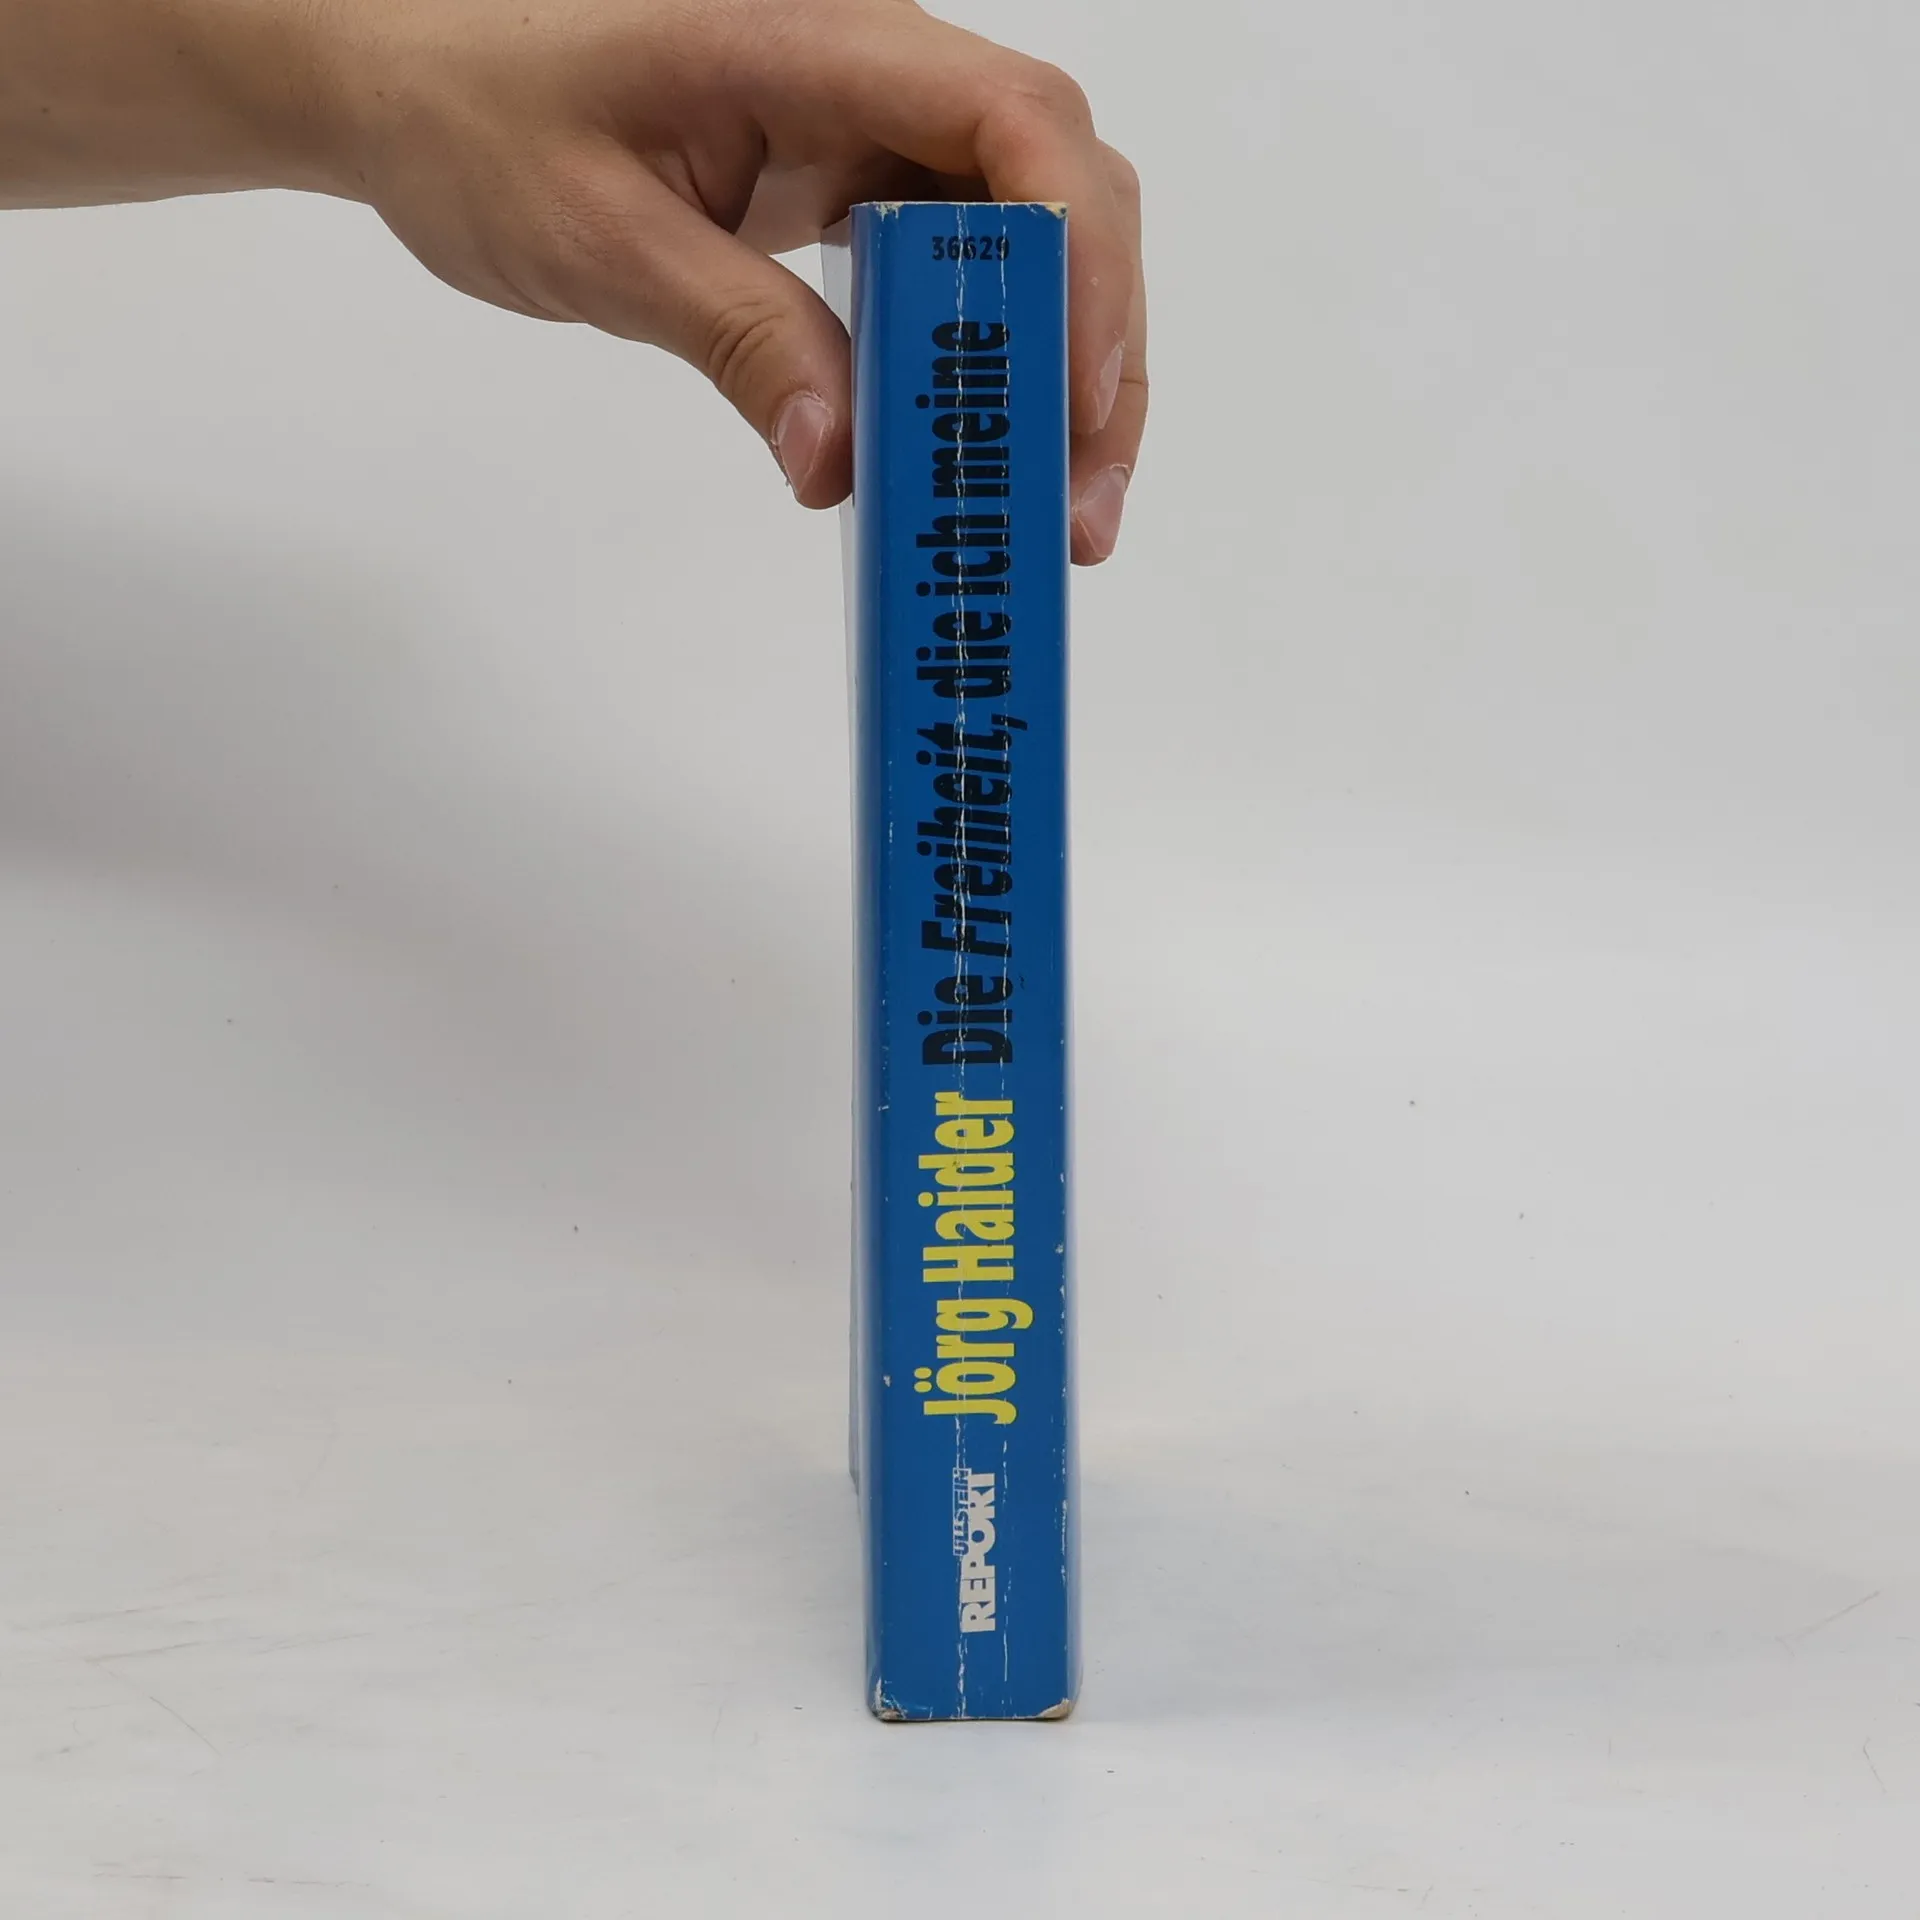 36629
Jörg Haider Die Freiheit, die ich meine
ULLSTEIN
REPORT